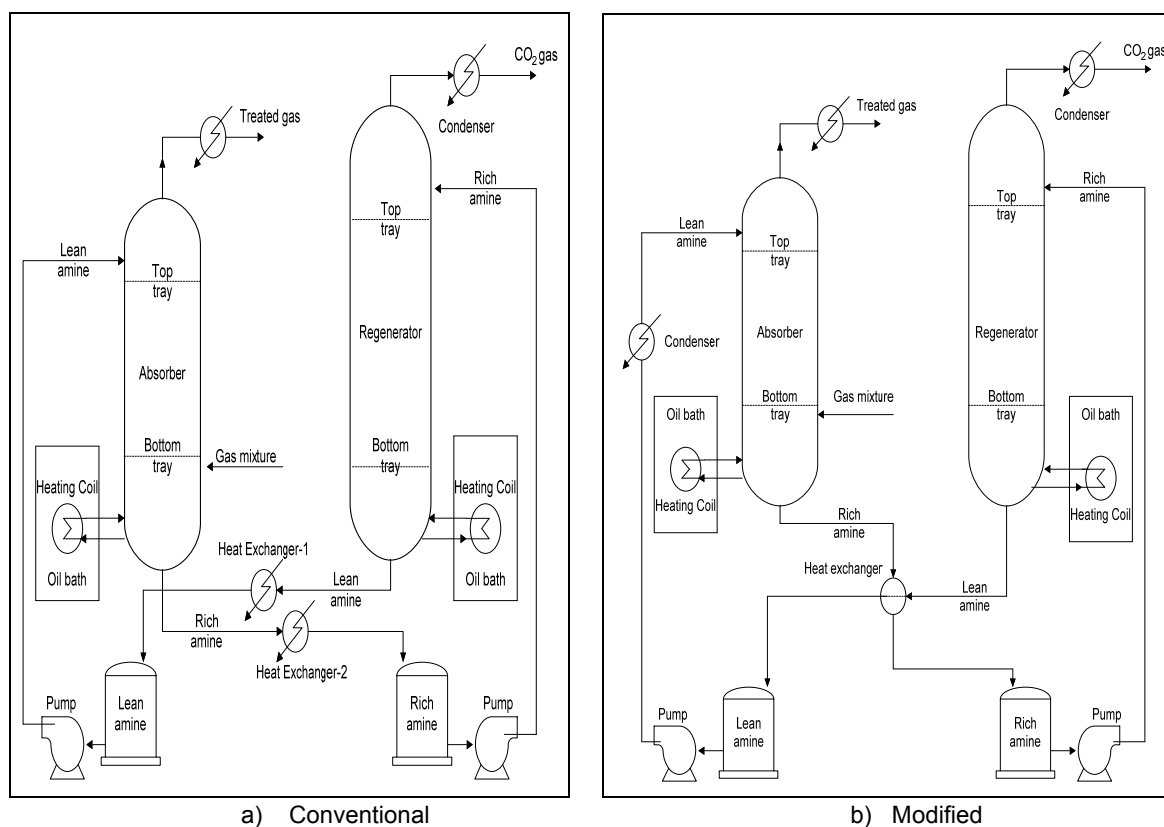 CO2 gas
Treated gas
Condenser
Rich
amine
Top
tray
Lean
amine
Top
tray
Regenerator
Absorber
Bottom
tray
Gas mixture
Bottom
tray
Heating Coil
Oil bath
Heating Coil
Oil bath
Heat Exchanger-1
Lean
amine
Rich
amine
Heat Exchanger-2
Pump
Lean
amine
Rich
amine
Pump
a) Conventional
CO2 gas
Treated gas
Condenser
Rich
amine
Top
tray
Lean
amine
Top
tray
Condenser
Absorber
Regenerator
Bottom
tray
Gas mixture
Bottom
tray
Oil bath
Heating Coil
Oil bath
Heating Coil
Rich
amine
Heat exchanger
Lean
amine
Pump
Lean
amine
Rich
amine
Pump
b) Modified